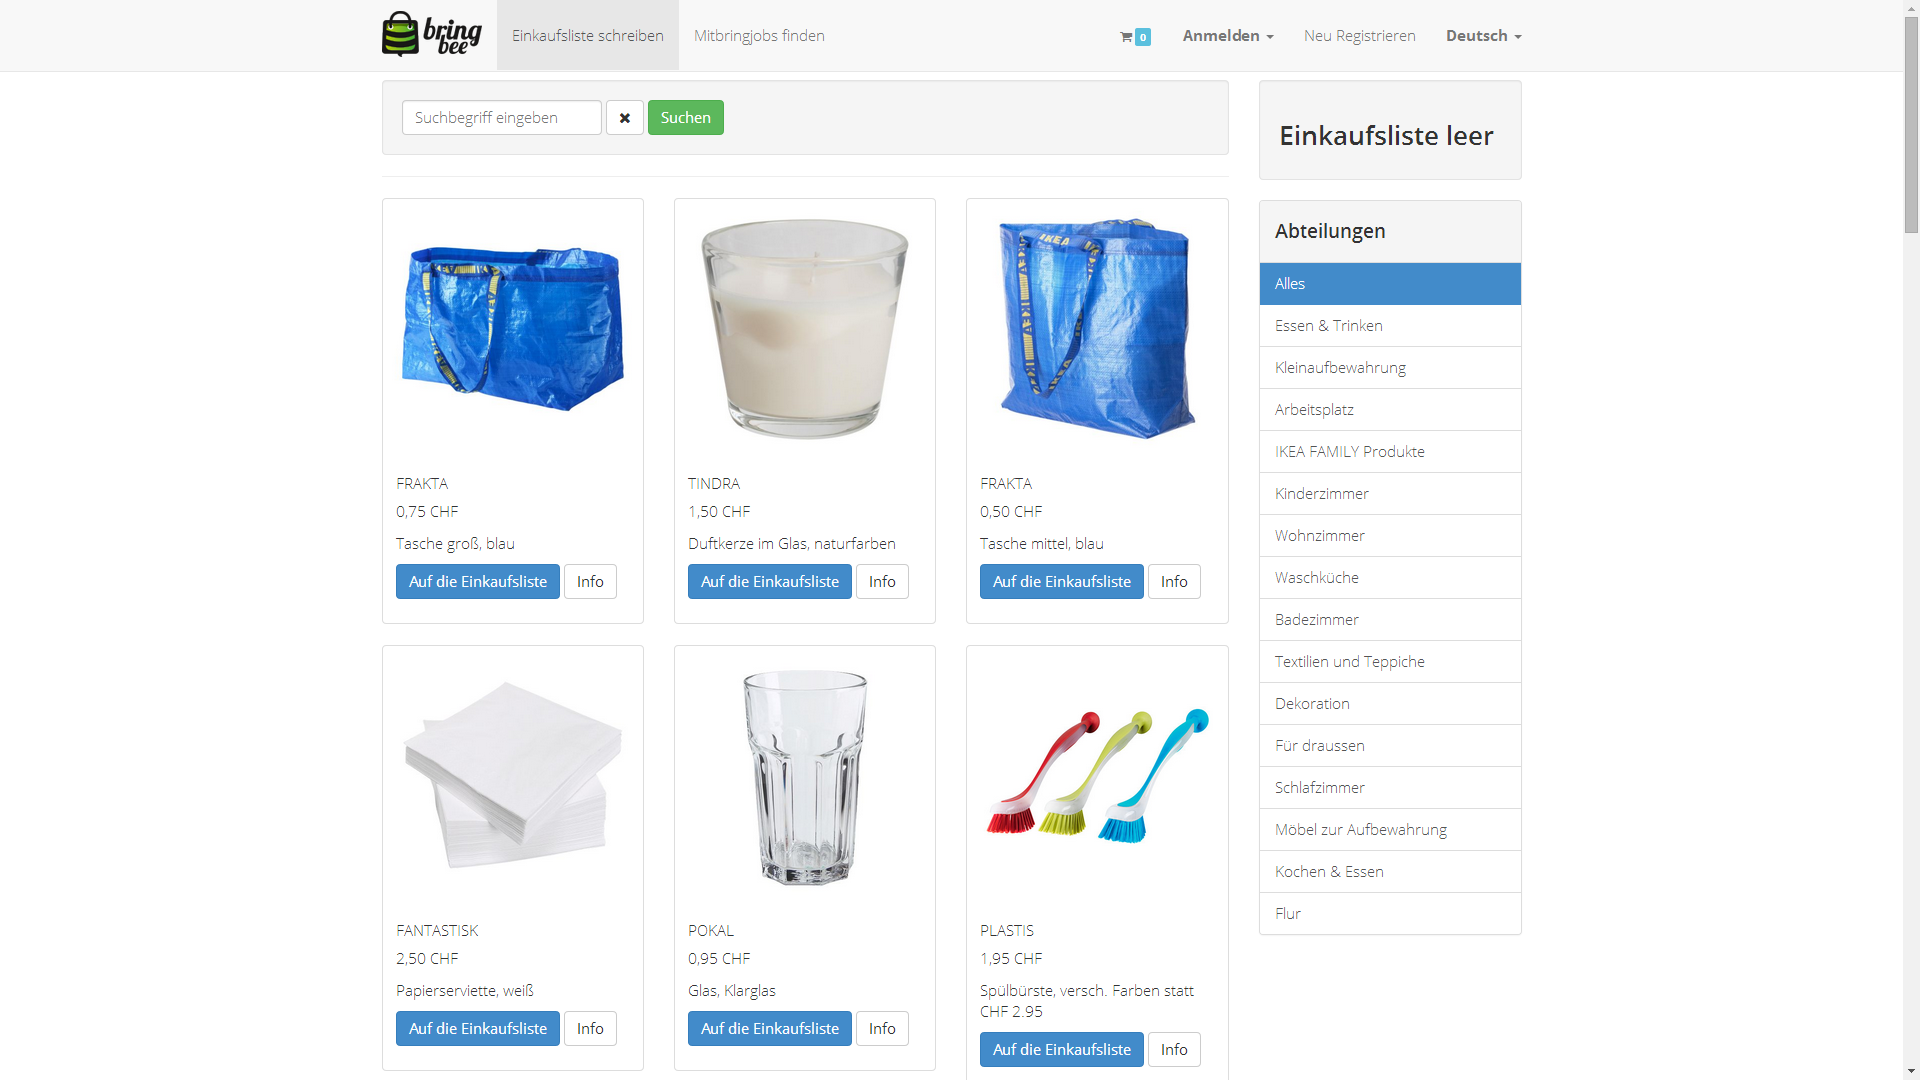 bring
bee
Einkaufsliste schreiben
Mitbringjobs finden
0
Anmelden
Neu Registrieren
Deutsch
Suchbegriff eingeben
Suchen
Einkaufsliste leer
Abteilungen
Alles
Essen & Trinken
Kleinaufbewahrung
Arbeitsplatz
IKEA FAMILY Produkte
Kinderzimmer
Wohnzimmer
Waschküche
Badezimmer
Textilien und Teppiche
Dekoration
Für draussen
Schlafzimmer
Möbel zur Aufbewahrung
Kochen & Essen
Flur
IKEA
FRAKTA
0,75 CHF
Tasche groß, blau
Auf die Einkaufsliste
Info
TINDRA
1,50 CHF
Duftkerze im Glas, naturfarben
Auf die Einkaufsliste
Info
FRAKTA
0,50 CHF
Tasche mittel, blau
Auf die Einkaufsliste
Info
FANTASTISK
2,50 CHF
Papierserviette, weiß
Auf die Einkaufsliste
Info
POKAL
0,95 CHF
Glas, Klarglas
Auf die Einkaufsliste
Info
PLASTIS
1,95 CHF
Spülbürste, versch. Farben statt
CHF 2.95
Auf die Einkaufsliste
Info